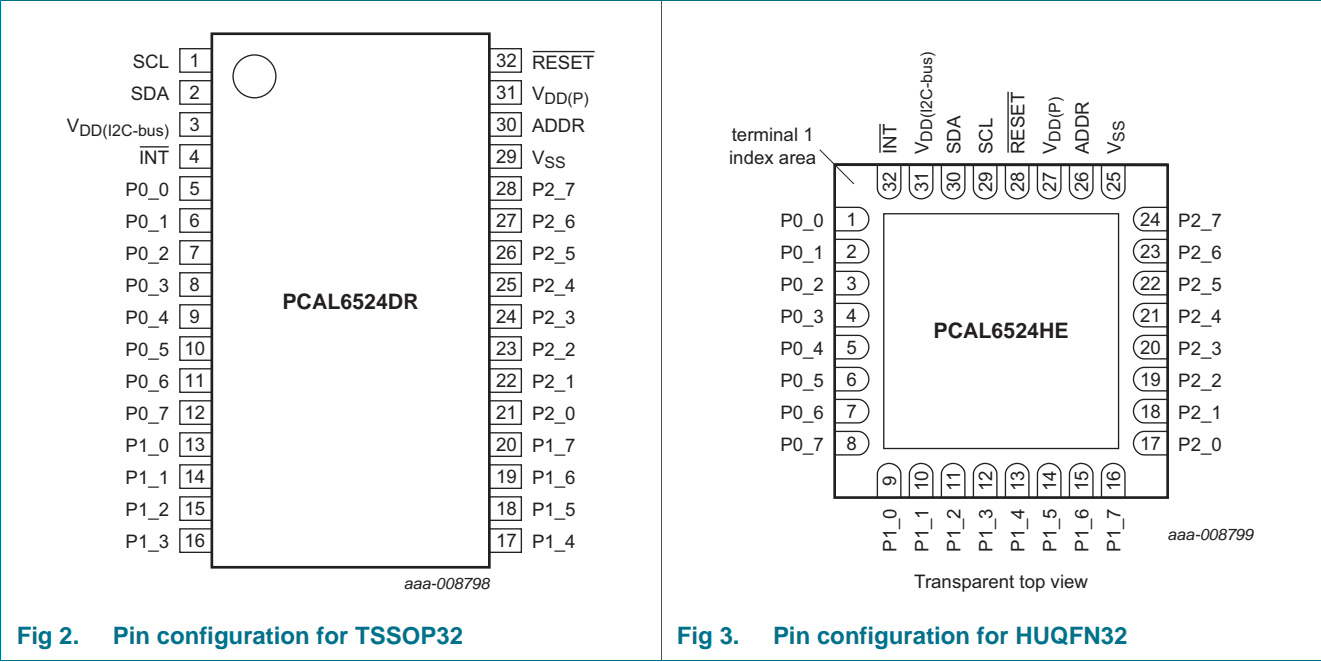 SCL 1
SDA 2
VDD(I2C-bus) 3
INT 4
P0_0 5
P0_1 6
P0_2 7
P0_3 8
P0_4 9
P0_5 10
P0_6 11
P0_7 12
P1_0 13
P1_1 14
P1_2 15
P1_3 16
PCAL6524DR
32 RESET
31 VDD(P)
30 ADDR
29 VSS
28 P2_7
27 P2_6
26 P2_5
25 P2_4
24 P2_3
23 P2_2
22 P2_1
21 P2_0
20 P1_7
19 P1_6
18 P1_5
17 P1_4
aaa-008798
Fig 2. Pin configuration for TSSOP32
terminal 1
index area
INT 32
VDD(I2C-bus) 31
SDA 30
SCL 29
RESET 28
VDD(P) 27
ADDR 26
VSS 25
P0_0 1
P0_1 2
P0_2 3
P0_3 4
P0_4 5
P0_5 6
P0_6 7
P0_7 8
PCAL6524HE
24 P2_7
23 P2_6
22 P2_5
21 P2_4
20 P2_3
19 P2_2
18 P2_1
17 P2_0
P1_0 9
P1_1 10
P1_2 11
P1_3 12
P1_4 13
P1_5 14
P1_6 15
P1_7 16
aaa-008799
Transparent top view
Fig 3. Pin configuration for HUQFN32